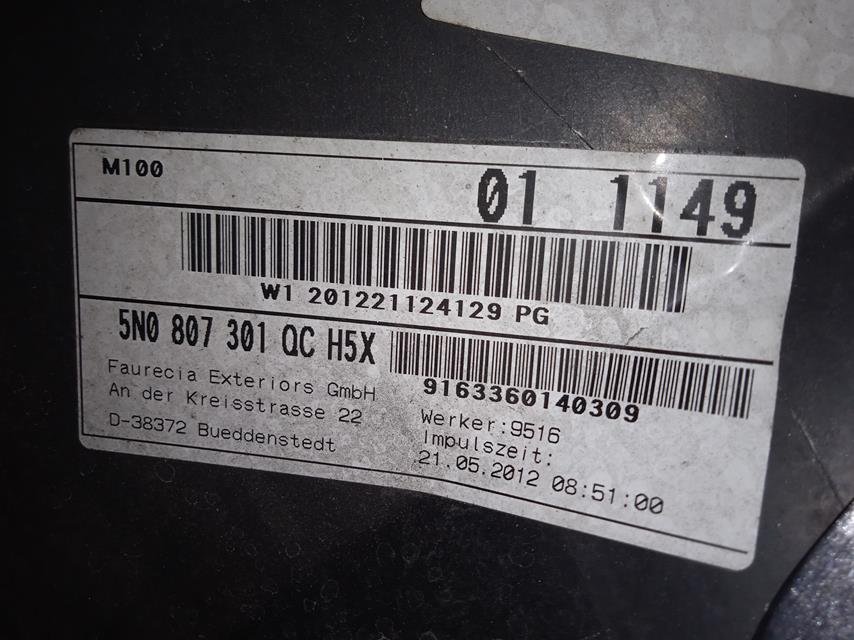 M100
01 1149
W1 201221124129 PG
5N0 807 301 QC H5X
91633360140309
Faurecia Exteriors GmbH
An der Kreisstrasse 22
D-38372 Bueddenstedt
Werker:9516
Impulszeit:
21.05.2012 08:51:00